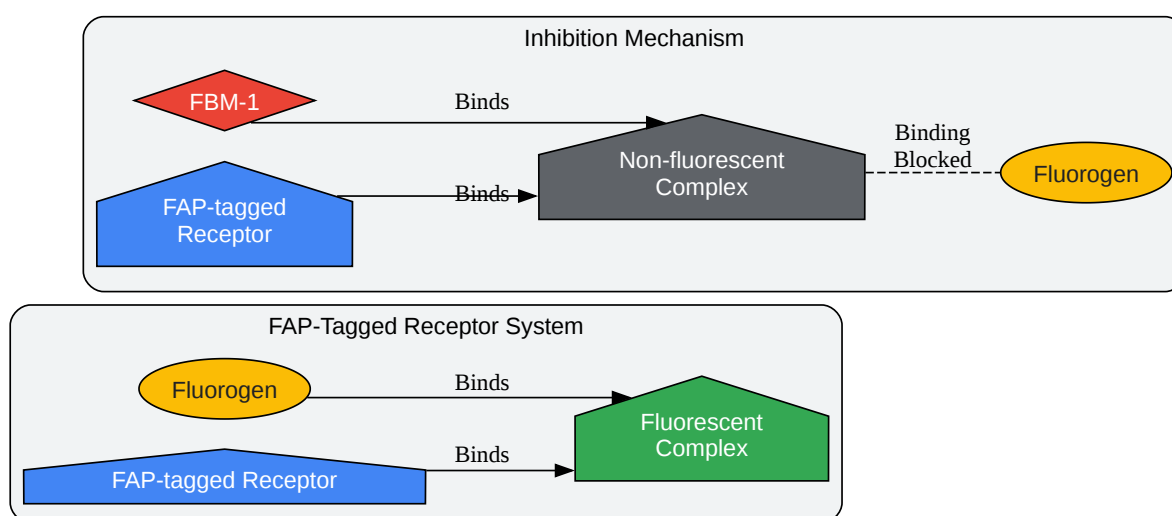 Inhibition Mechanism
FBM-1
Binds
Non-fluorescent
Complex
Binding
Blocked
Fluorogen
FAP-tagged
Receptor
Binds
FAP-Tagged Receptor System
Fluorogen
Binds
Fluorescent
Complex
FAP-tagged Receptor
Binds